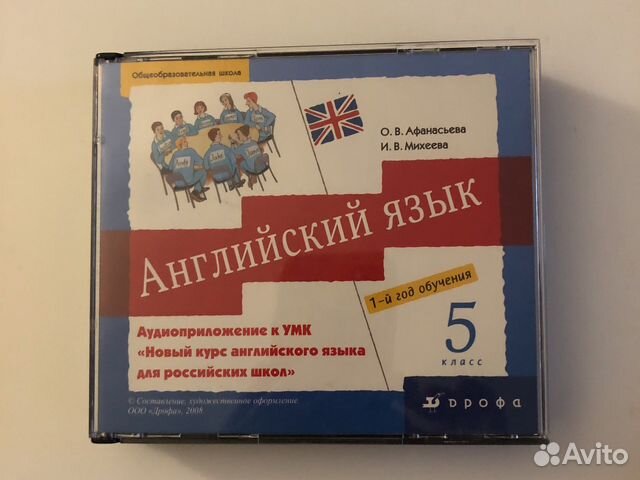 Общеобразовательная школа
О. В. Афанасьева
И. В. Михеева
Английский язык
1-й год обучения
5
класс
Аудиоприложение к УМК
«Новый курс английского языка
для российских школ»
© Составление, художественное оформление.
ООО «Дрофа», 2008
дрофа
Avito